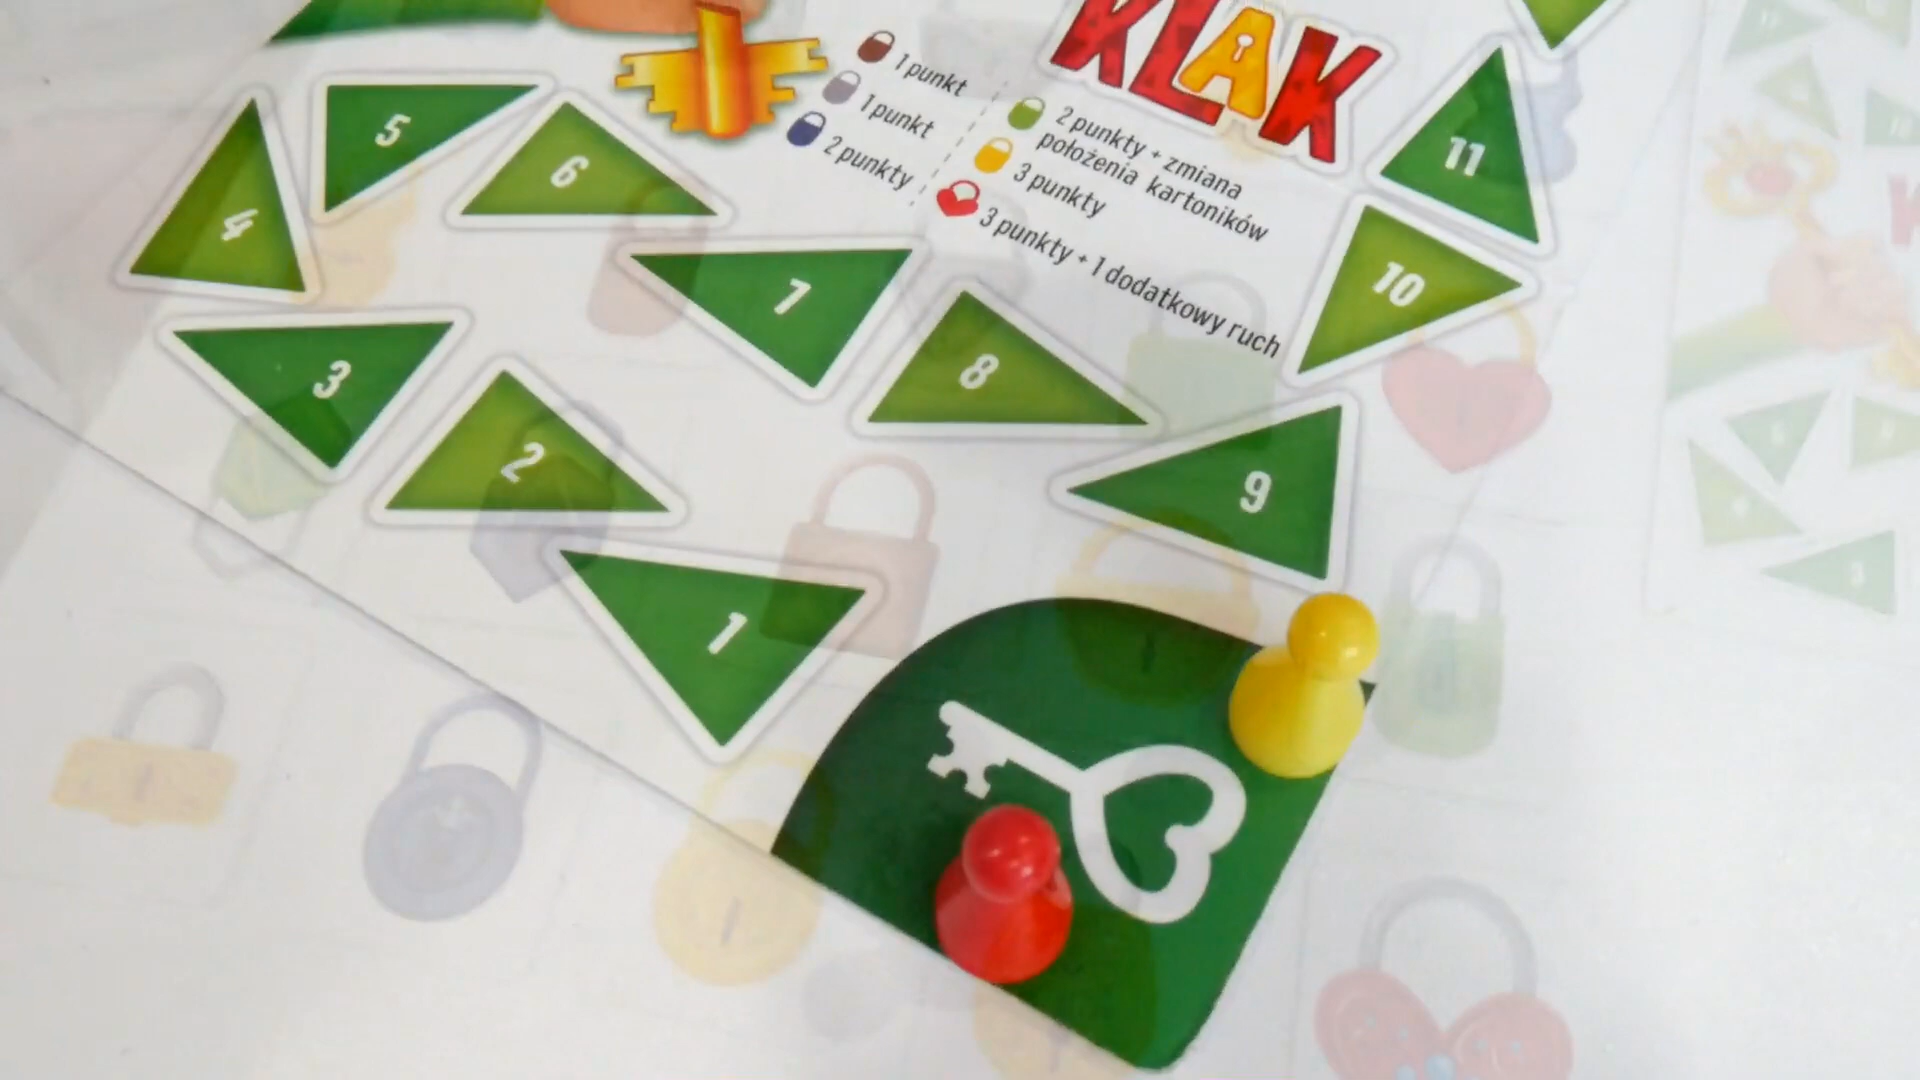 KLAK
1 punkt
1 punkt
2 punkty
2 punkty + zmiana
położenia kartoników
3 punkty
3 punkty + 1 dodatkowy ruch
5
6
4
7
3
8
2
1
9
10
11